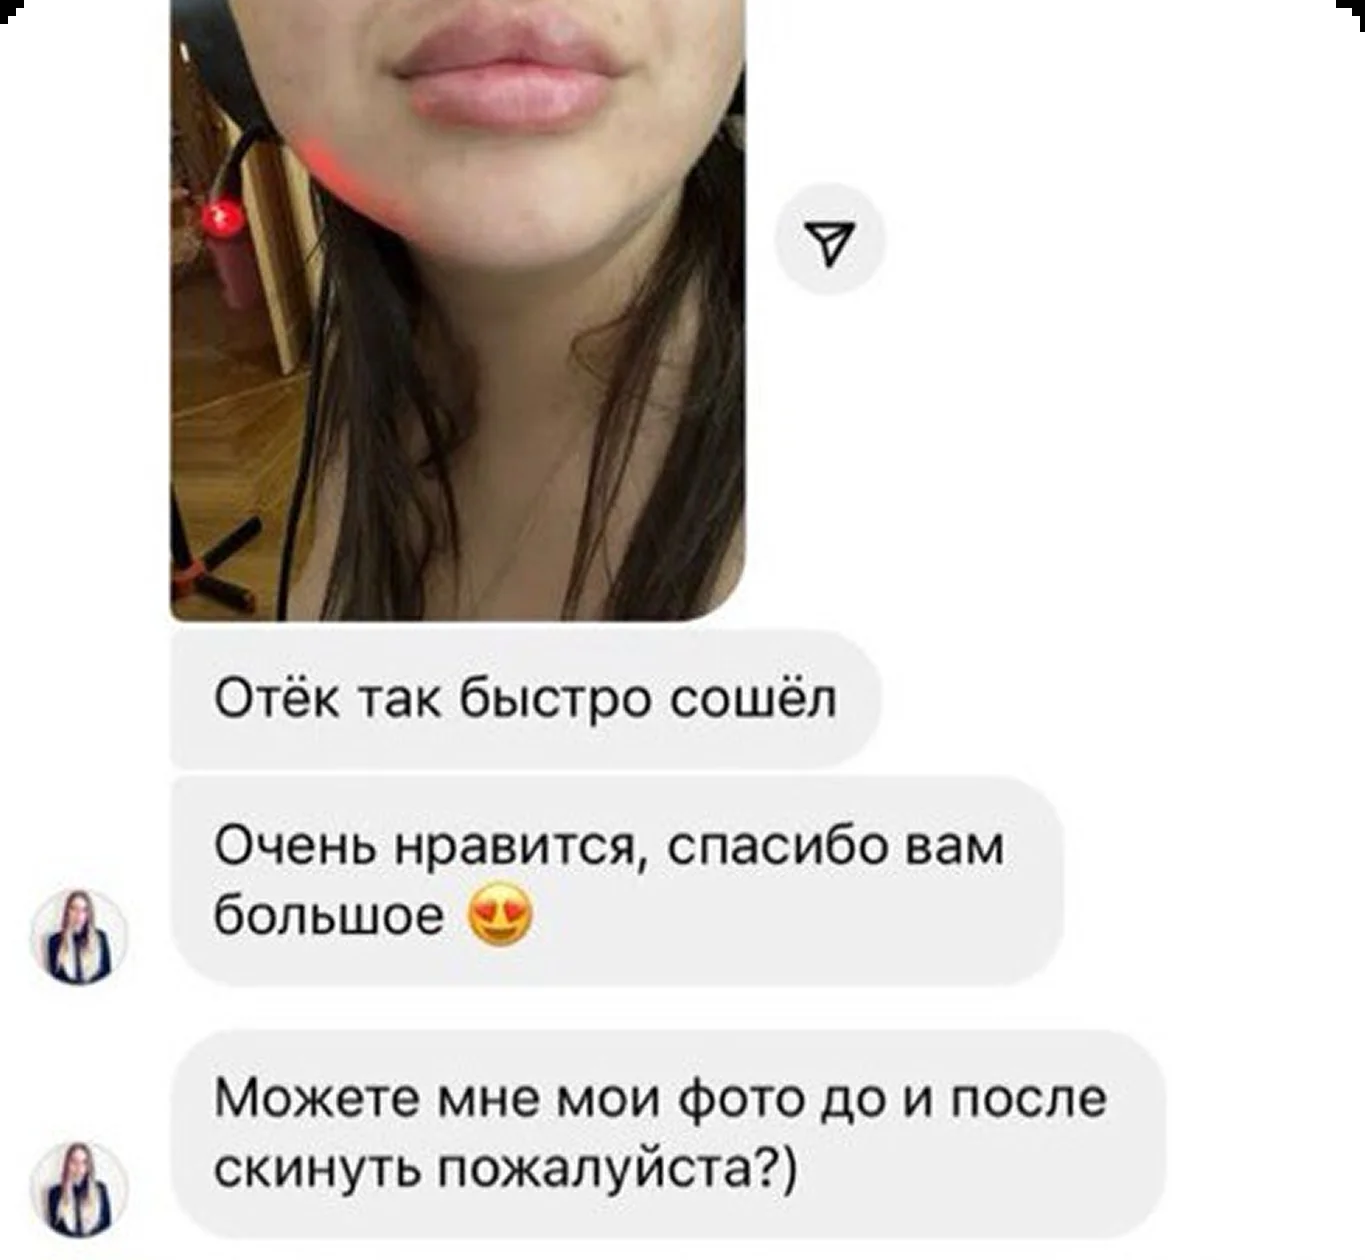 Отёк так быстро сошёл
Очень нравится, спасибо вам
большое 😍
Можете мне мои фото до и после
скинуть пожалуйста?)